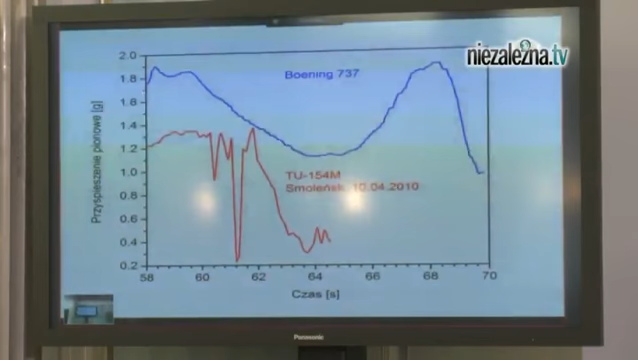 niezależna.tv
2.0
1.8
1.6
1.4
1.2
1.0
0.8
0.6
0.4
0.2
Przyspieszenie pionowe [g]
Boening 737
TU-154M
Smoleńsk, 10.04.2010
58 60 62 64 66 68 70
Czas [s]
Panasonic